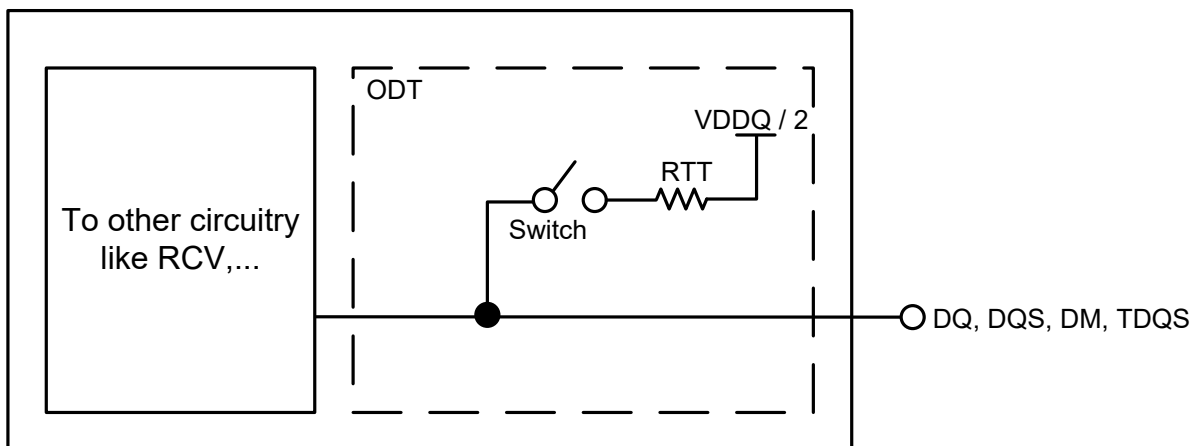 ODT
VDDQ / 2
RTT
Switch
To other circuitry
like RCV,...
DQ, DQS, DM, TDQS